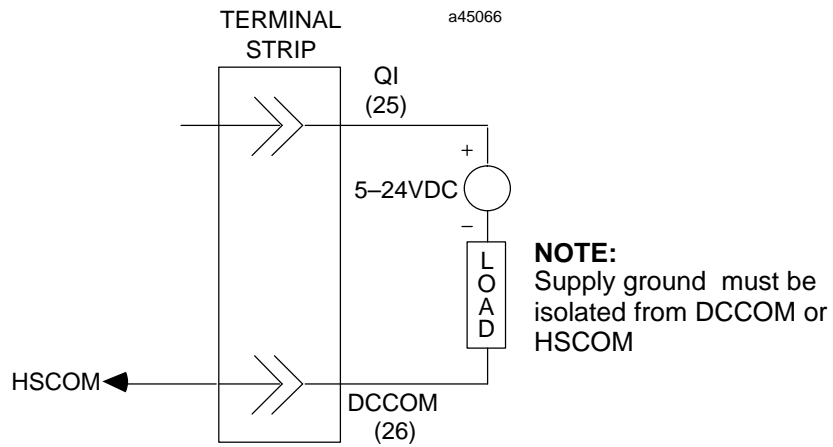 TERMINAL
STRIP
a45066
QI
(25)
+
5–24VDC
−
LOAD
NOTE:
Supply ground must be
isolated from DCCOM or
HSCOM
HSCOM
DCCOM
(26)